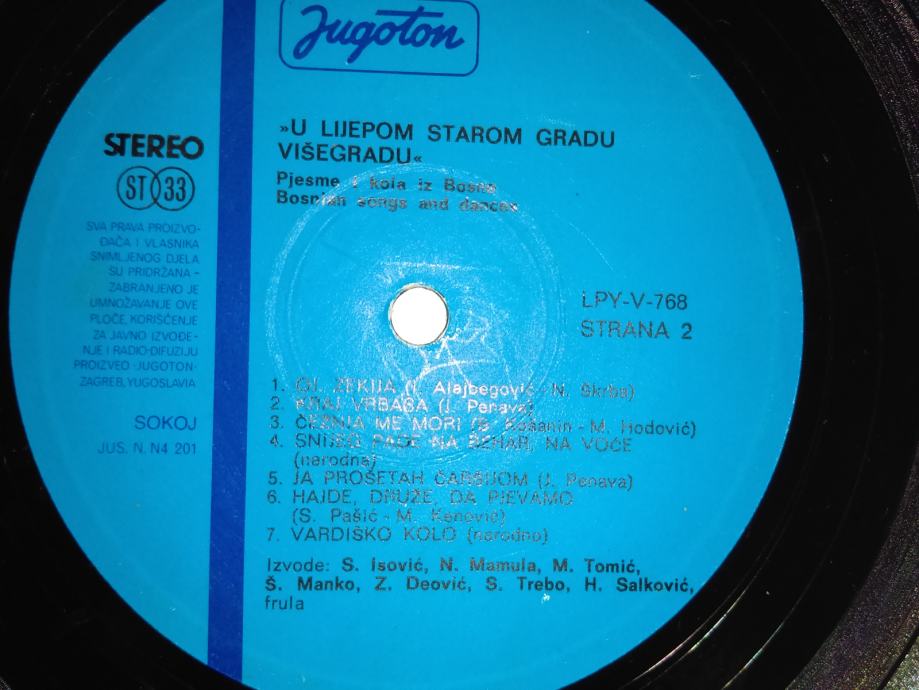 Jugoton
»U LIJEPOM STAROM GRADU
VIŠEGRADU«
Pjesme i kola iz Bosne
Bosnian songs and dances
STEREO
ST 33
SVA PRAVA PROIZVO-
ĐAČA I VLASNIKA
SNIMLJENOG DJELA
SU PRIDRŽANA –
ZABRANJENO JE
UMNOŽAVANJE OVE
PLOČE, KORIŠĆENJE
ZA JAVNO IZVOĐE-
NJE I RADIO-DIFUZIJU
PROIZVEO ·JUGOTON·
ZAGREB, YUGOSLAVIA
SOKOJ
JUS. N. N4 201
LPY-V-768
STRANA 2
1. OJ, ZEKIJA (I. Alajbegović - N. Škrba)
2. KRAJ VRBASA (J. Penava)
3. ČEŽNJA ME MORI (B. Košanin - M. Hodović)
4. SNIJEG PADE NA BEHAR, NA VOĆE
(narodna)
5. JA PROŠETAH ČARŠIJOM (J. Penava)
6. HAJDE, DRUŽE, DA PJEVAMO
(S. Pašić - M. Kenović)
7. VARDIŠKO KOLO (narodno)
Izvode: S. Isović, N. Mamula, M. Tomić,
Š. Manko, Z. Deović, S. Trebo, H. Salković,
frula